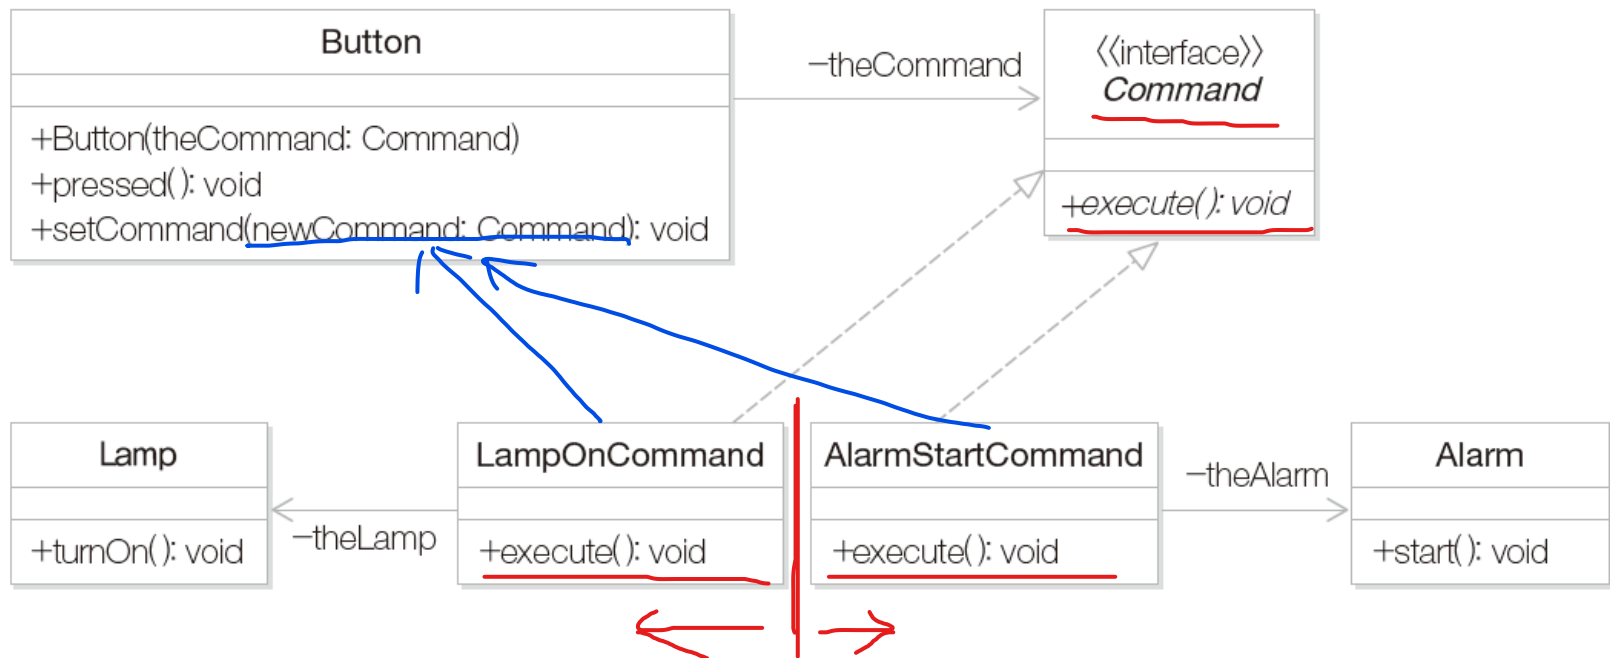 Button
+Button(theCommand: Command)
+pressed(): void
+setCommand(newCommand: Command): void
−theCommand
⟨⟨interface⟩⟩
Command
+execute(): void
Lamp
+turnOn(): void
−theLamp
LampOnCommand
+execute(): void
AlarmStartCommand
+execute(): void
−theAlarm
Alarm
+start(): void